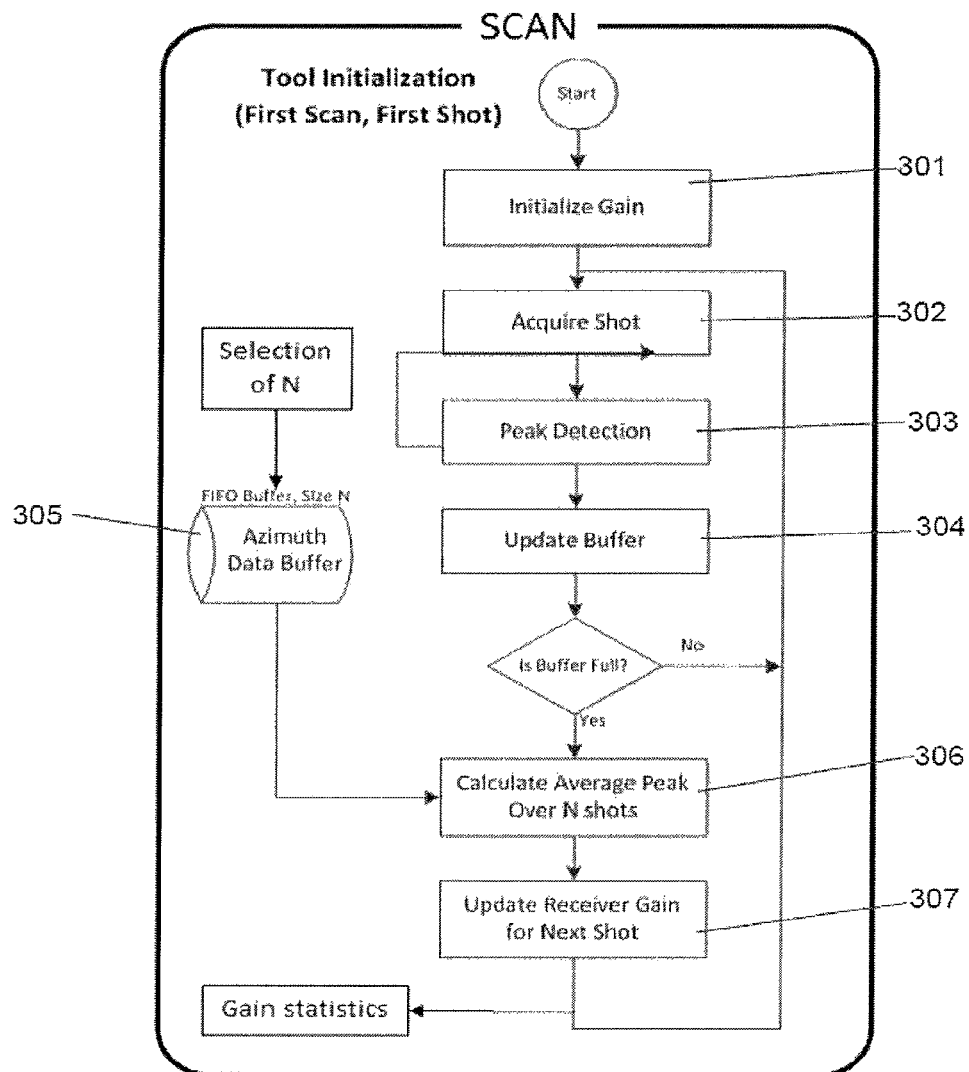 SCAN
Tool Initialization
(First Scan, First Shot)
Start
301
Initialize Gain
302
Acquire Shot
Selection
of N
303
Peak Detection
FIFO Buffer, Size N
305
Azimuth
Data Buffer
304
Update Buffer
Is Buffer Full?
No
Yes
306
Calculate Average Peak
Over N shots
307
Update Receiver Gain
for Next Shot
Gain statistics